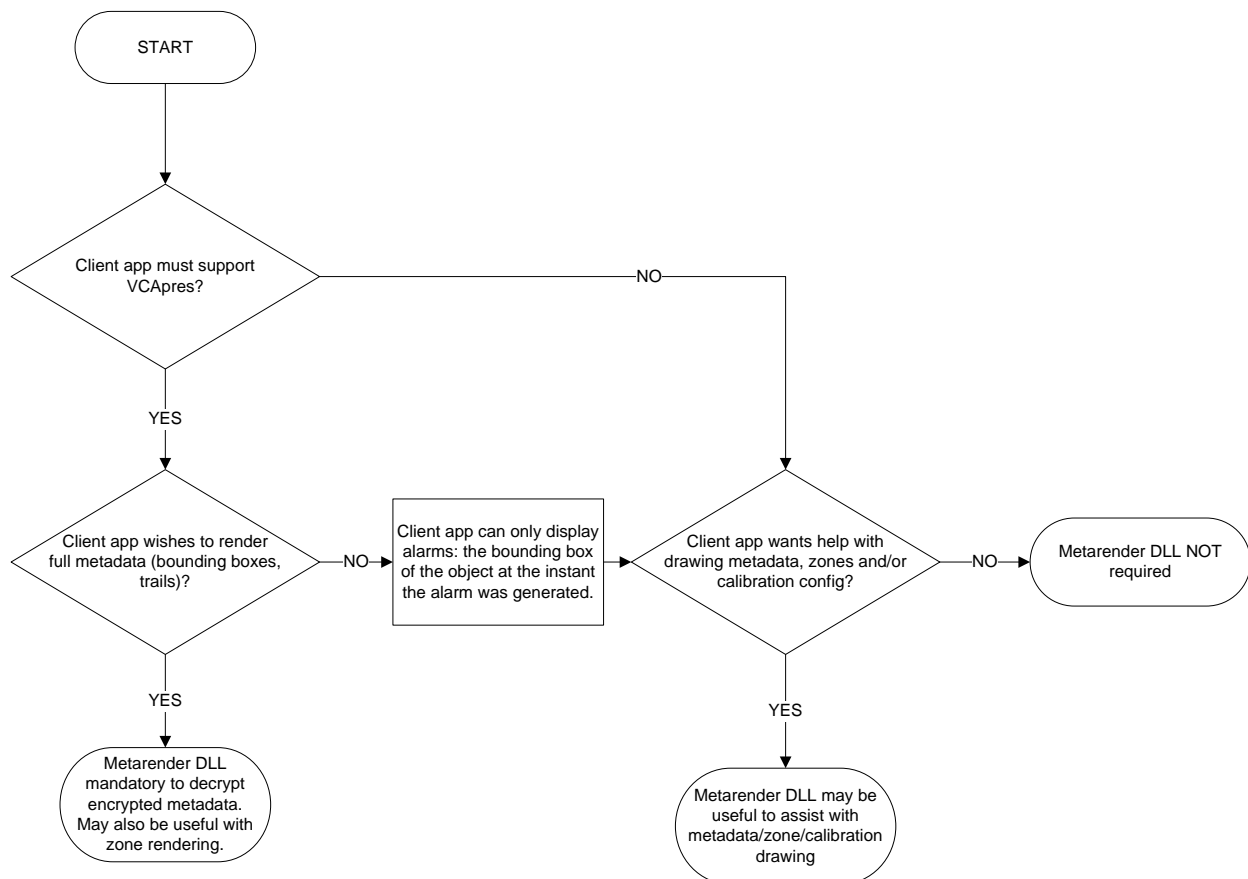 START
Client app must support
VCApres?
NO
YES
Client app wishes to render
full metadata (bounding boxes,
trails)?
NO
Client app can only display
alarms: the bounding box
of the object at the instant
the alarm was generated.
Client app wants help with
drawing metadata, zones and/or
calibration config?
NO
Metarender DLL NOT
required
YES
Metarender DLL
mandatory to decrypt
encrypted metadata.
May also be useful with
zone rendering.
YES
Metarender DLL may be
useful to assist with
metadata/zone/calibration
drawing